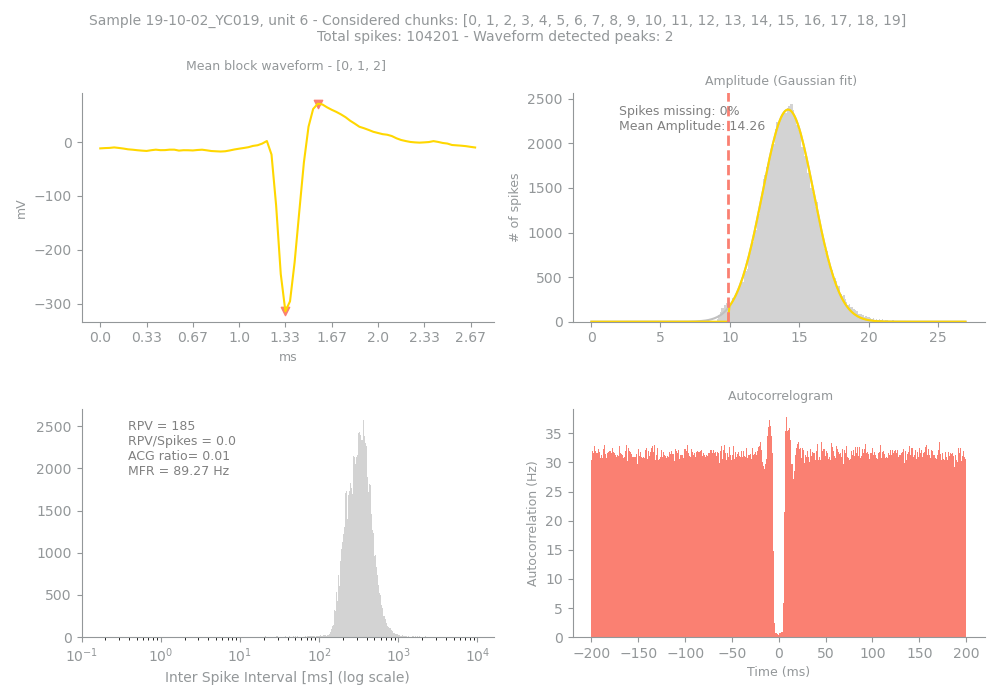 Sample 19-10-02_YC019, unit 6 - Considered chunks: [0, 1, 2, 3, 4, 5, 6, 7, 8, 9, 10, 11, 12, 13, 14, 15, 16, 17, 18, 19]
Total spikes: 104201 - Waveform detected peaks: 2
Mean block waveform - [0, 1, 2]
0
−100
−200
−300
mV
0.0 0.33 0.67 1.0 1.33 1.67 2.0 2.33 2.67
ms
Amplitude (Gaussian fit)
Spikes missing: 0%
Mean Amplitude: 14.26
2500
2000
1500
1000
500
0
# of spikes
0 5 10 15 20 25
RPV = 185
RPV/Spikes = 0.0
ACG ratio= 0.01
MFR = 89.27 Hz
2500
2000
1500
1000
500
0
10⁻¹ 10⁰ 10¹ 10² 10³ 10⁴
Inter Spike Interval [ms] (log scale)
Autocorrelogram
35
30
25
20
15
10
5
0
Autocorrelation (Hz)
−200 −150 −100 −50 0 50 100 150 200
Time (ms)